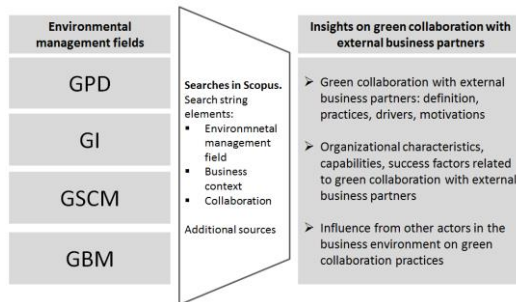 Environmental
management fields
GPD
GI
GSCM
GBM
Searches in Scopus.
Search string
elements:
▪ Environmnetal
management
field
▪ Business
context
▪ Collaboration
Additional sources
Insights on green collaboration with
external business partners
➢ Green collaboration with external
business partners: definition,
practices, drivers, motivations
➢ Organizational characteristics,
capabilities, success factors related
to green collaboration with external
business partners
➢ Influence from other actors in the
business environment on green
collaboration practices